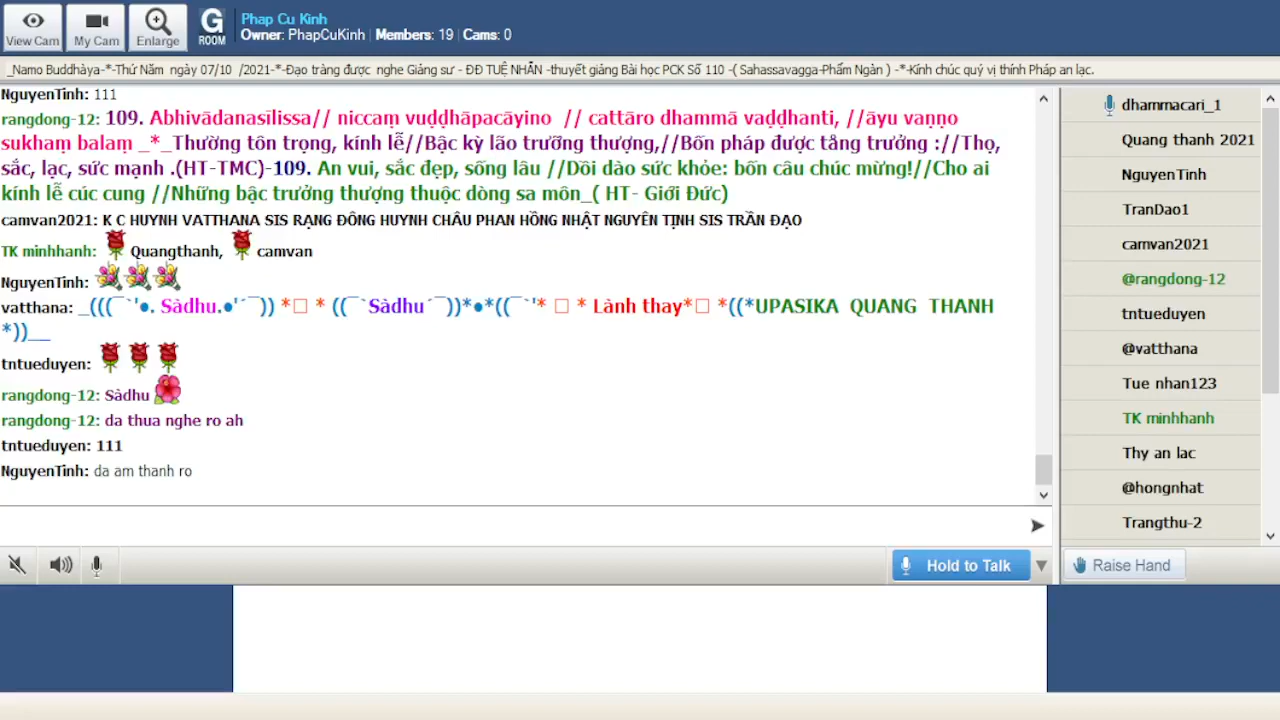 View Cam
My Cam
Enlarge
G
ROOM
Phap Cu Kinh
Owner: PhapCuKinh | Members: 19 | Cams: 0
_Namo Buddhàya-*-Thứ Năm ngày 07/10 /2021-*-Đạo tràng được nghe Giảng sư - ĐĐ TUỆ NHẪN -thuyết giảng Bài học PCK Số 110 -( Sahassavagga-Phẩm Ngàn ) -*-Kính chúc quý vị thính Pháp an lạc.
NguyenTinh: 111
rangdong-12: 109. Abhivādanasīlissa// niccaṃ vuḍḍhāpacāyino // cattāro dhammā vaḍḍhanti, //āyu vaṇṇo
sukhaṃ balaṃ _*_Thường tôn trọng, kính lễ//Bậc kỳ lão trưỡng thượng,//Bốn pháp được tăng trưởng ://Thọ,
sắc, lạc, sức mạnh .(HT-TMC)-109. An vui, sắc đẹp, sống lâu //Dồi dào sức khỏe: bốn câu chúc mừng!//Cho ai
kính lễ cúc cung //Những bậc trưởng thượng thuộc dòng sa môn_( HT- Giới Đức)
camvan2021: K C HUYNH VATTHANA SIS RẠNG ĐÔNG HUYNH CHÂU PHAN HỒNG NHẬT NGUYÊN TỊNH SIS TRẦN ĐẠO
TK minhhanh: Quangthanh, camvan
NguyenTinh:
vatthana: _(((¯`'●. Sàdhu.●'´¯)) *□ * ((¯`Sàdhu´¯))*●*((¯`'* □ * Lành thay*□ *((*UPASIKA QUANG THANH
*))__
tntueduyen:
rangdong-12: Sàdhu
rangdong-12: da thua nghe ro ah
tntueduyen: 111
NguyenTinh: da am thanh ro
Hold to Talk
dhammacari_1
Quang thanh 2021
NguyenTinh
TranDao1
camvan2021
@rangdong-12
tntueduyen
@vatthana
Tue nhan123
TK minhhanh
Thy an lac
@hongnhat
Trangthu-2
Raise Hand